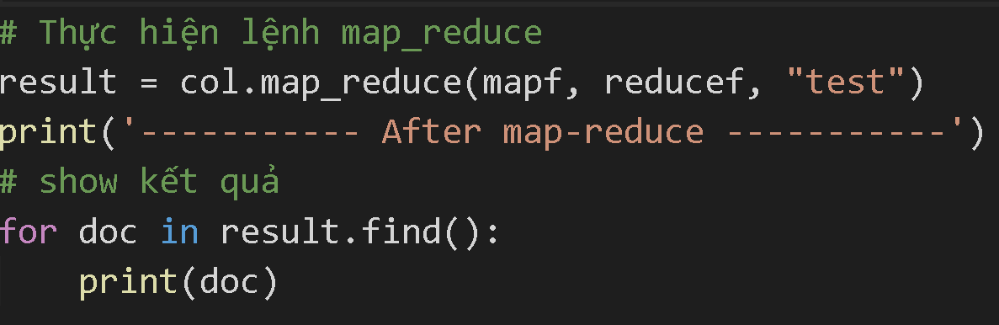 # Thực hiện lệnh map_reduce
result = col.map_reduce(mapf, reducef, "test")
print('----------- After map-reduce -----------')
# show kết quả
for doc in result.find():
    print(doc)